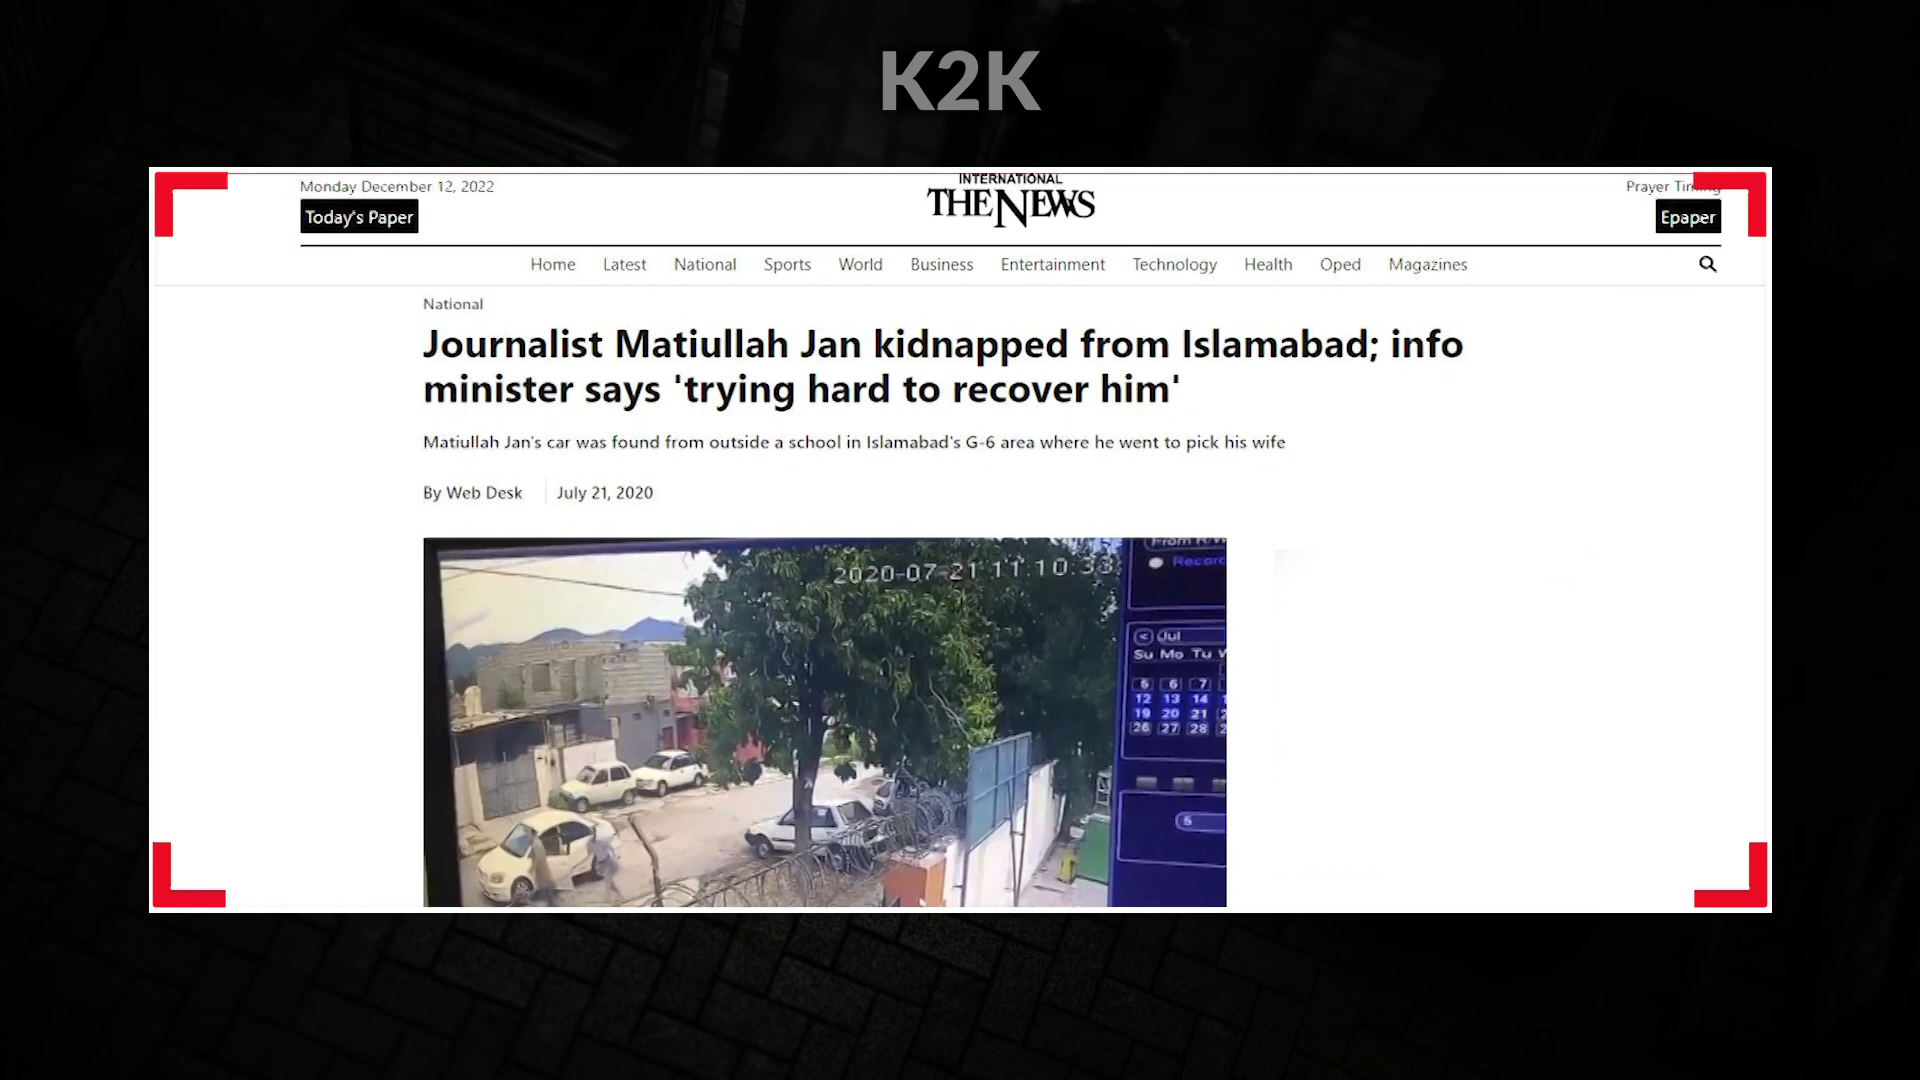 K2K
Monday December 12, 2022
INTERNATIONAL
THE NEWS
Today's Paper
Epaper
Prayer Timing
Home Latest National Sports World Business Entertainment Technology Health Oped Magazines
National
Journalist Matiullah Jan kidnapped from Islamabad; info
minister says 'trying hard to recover him'
Matiullah Jan's car was found from outside a school in Islamabad's G-6 area where he went to pick his wife
By Web Desk July 21, 2020
2020-07-21 11:10:33
Record
< Jul
Su Mo Tu
5 6 7
12 13 14
19 20 21
26 27 28